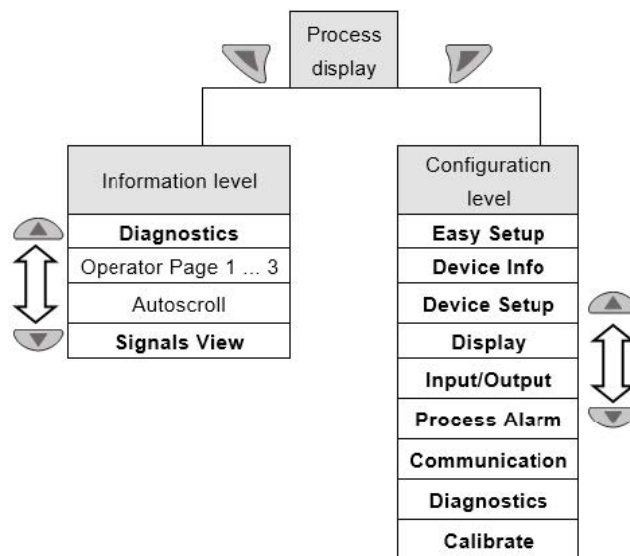 Process
display
Information level
Diagnostics
Operator Page 1 ... 3
Autoscroll
Signals View
Configuration
level
Easy Setup
Device Info
Device Setup
Display
Input/Output
Process Alarm
Communication
Diagnostics
Calibrate